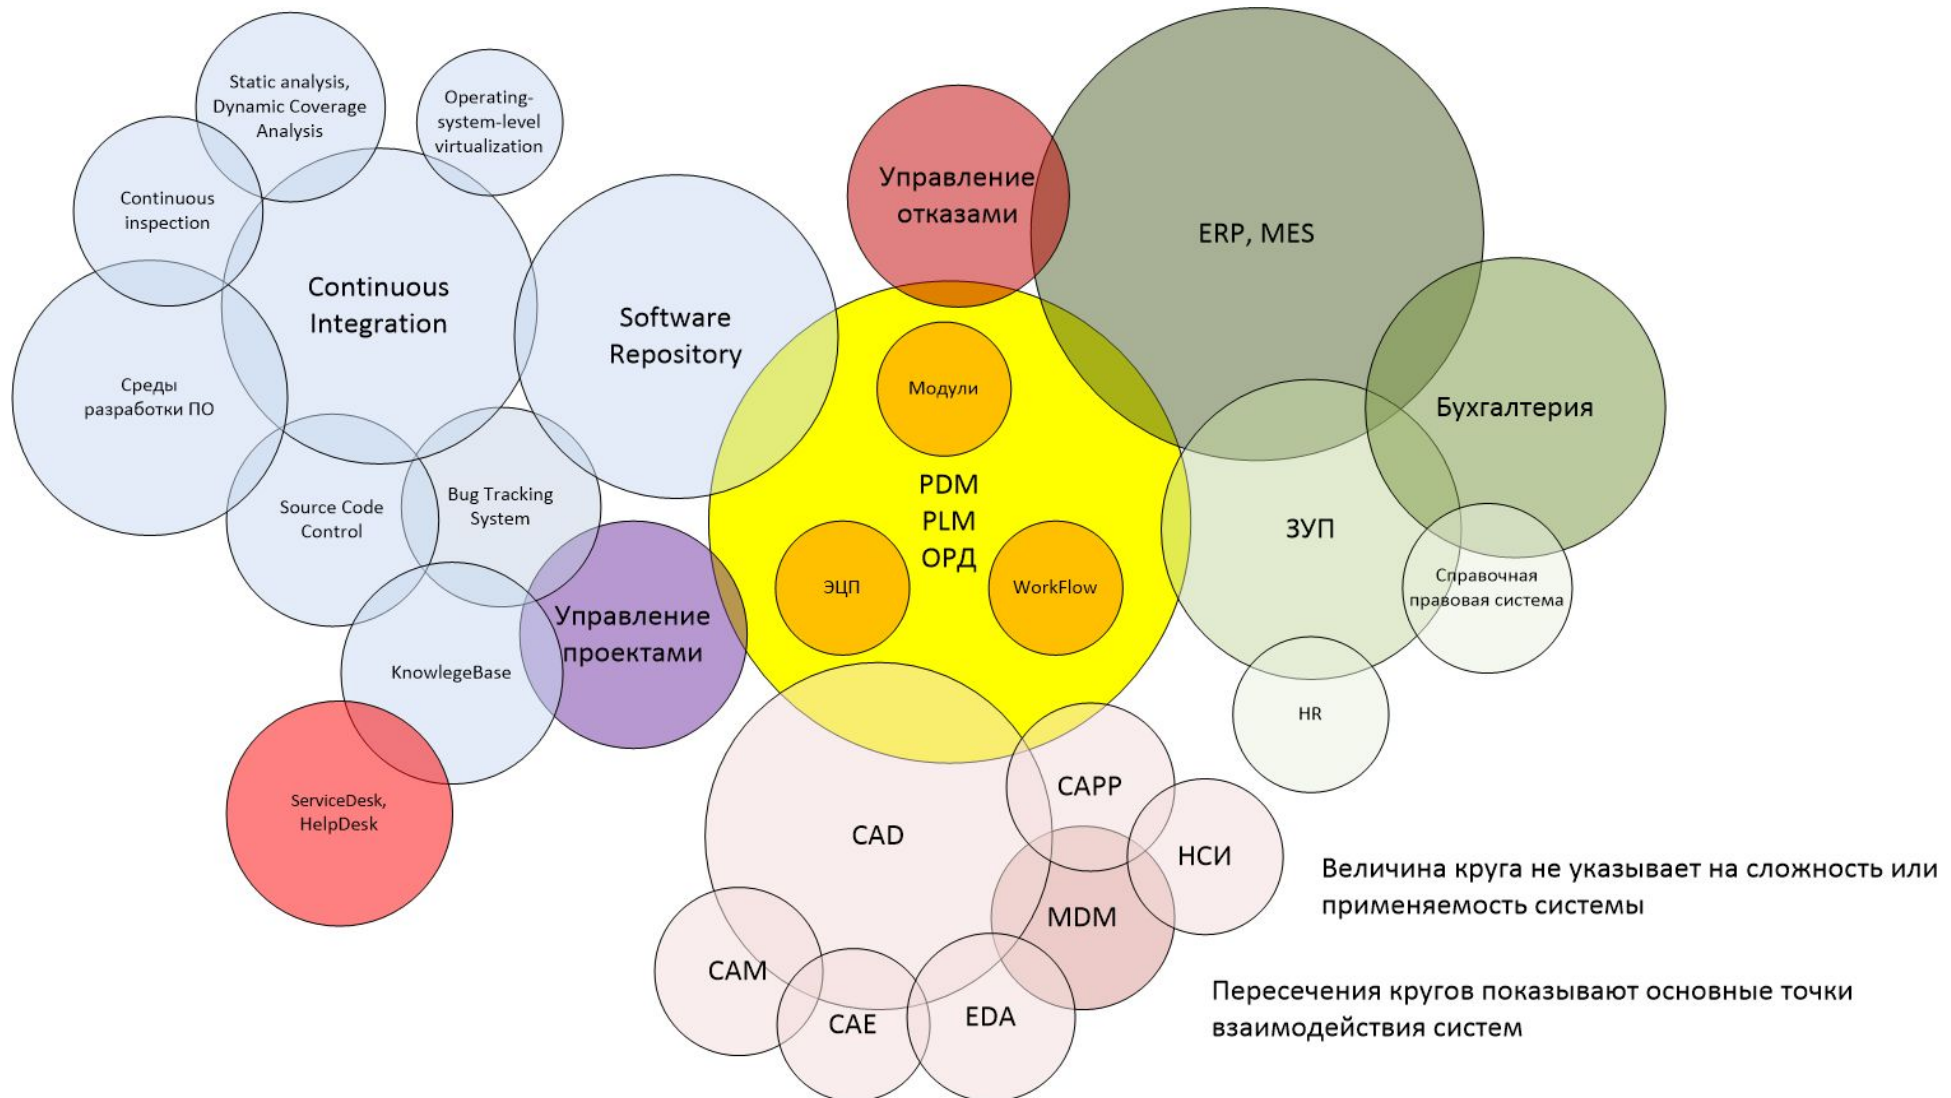 Static analysis,
Dynamic Coverage
Analysis
Operating-
system-level
virtualization
Continuous
inspection
Continuous
Integration
Software
Repository
Среды
разработки ПО
Source Code
Control
Bug Tracking
System
KnowlegeBase
Управление
проектами
ServiceDesk,
HelpDesk
Управление
отказами
ERP, MES
Бухгалтерия
Модули
PDM
PLM
ОРД
ЭЦП
WorkFlow
ЗУП
Справочная
правовая система
HR
CAD
CAPP
НСИ
MDM
CAM
CAE
EDA
Величина круга не указывает на сложность или
применяемость системы
Пересечения кругов показывают основные точки
взаимодействия систем